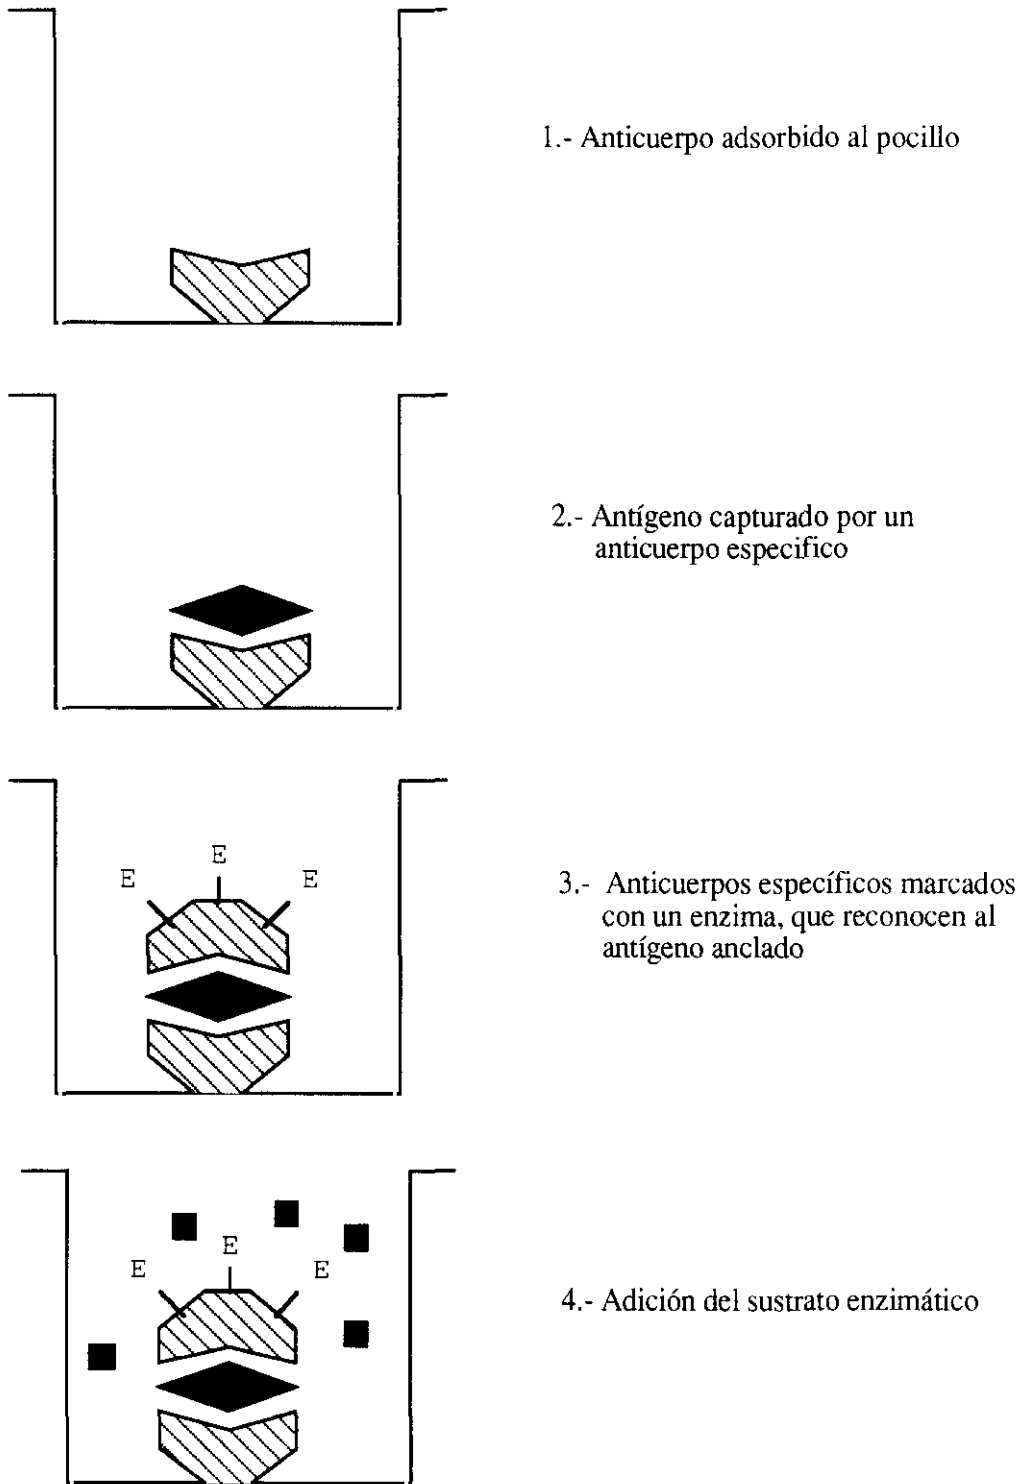 1.- Anticuerpo adsorbido al pocillo
2.- Antígeno capturado por un
anticuerpo especifico
E
E
E
3.- Anticuerpos específicos marcados
con un enzima, que reconocen al
antígeno anclado
E
E
E
4.- Adición del sustrato enzimático